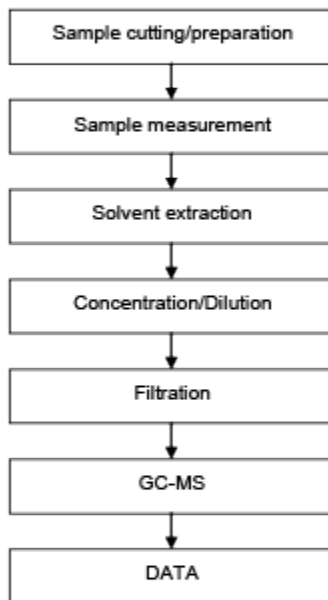 Sample cutting/preparation
Sample measurement
Solvent extraction
Concentration/Dilution
Filtration
GC-MS
DATA